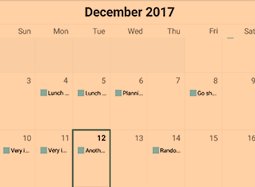 December 2017
Sun Mon Tue Wed Thu Fri Sat
3 4 5 6 7 8 9
Lunch ... Lunch ... Planni... Go sh...
10 11 12 13 14 15 16
Very i... Very i... Anoth... Rando...